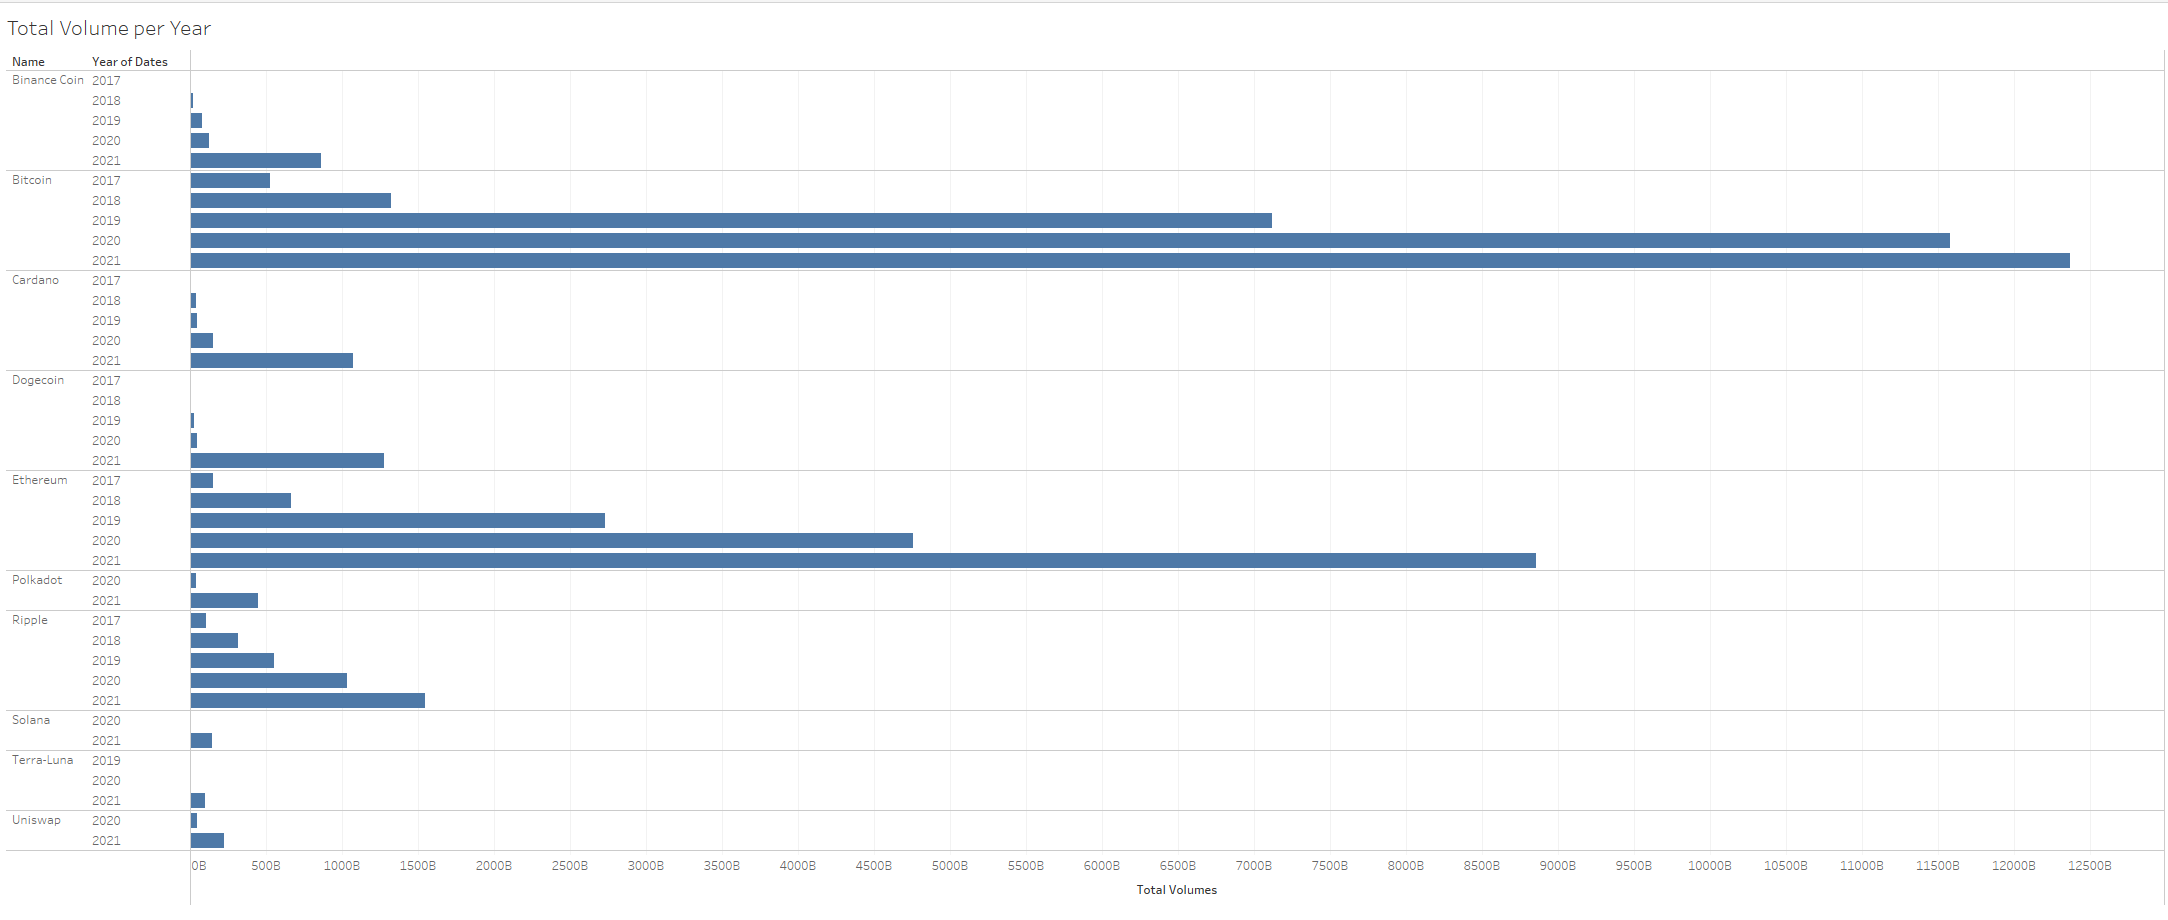 Total Volume per Year
Name Year of Dates
Binance Coin 2017
2018
2019
2020
2021
Bitcoin 2017
2018
2019
2020
2021
Cardano 2017
2018
2019
2020
2021
Dogecoin 2017
2018
2019
2020
2021
Ethereum 2017
2018
2019
2020
2021
Polkadot 2020
2021
Ripple 2017
2018
2019
2020
2021
Solana 2020
2021
Terra-Luna 2019
2020
2021
Uniswap 2020
2021
0B 500B 1000B 1500B 2000B 2500B 3000B 3500B 4000B 4500B 5000B 5500B 6000B 6500B 7000B 7500B 8000B 8500B 9000B 9500B 10000B 10500B 11000B 11500B 12000B 12500B
Total Volumes